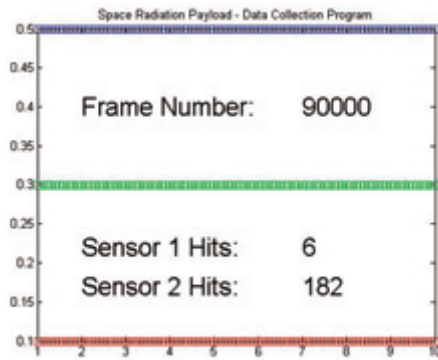 Space Radiation Payload - Data Collection Program
0.5
0.45
0.4
Frame Number: 90000
0.35
0.3
0.25
Sensor 1 Hits: 6
0.2
Sensor 2 Hits: 182
0.15
0.1
1 2 3 4 5 6 7 8 9